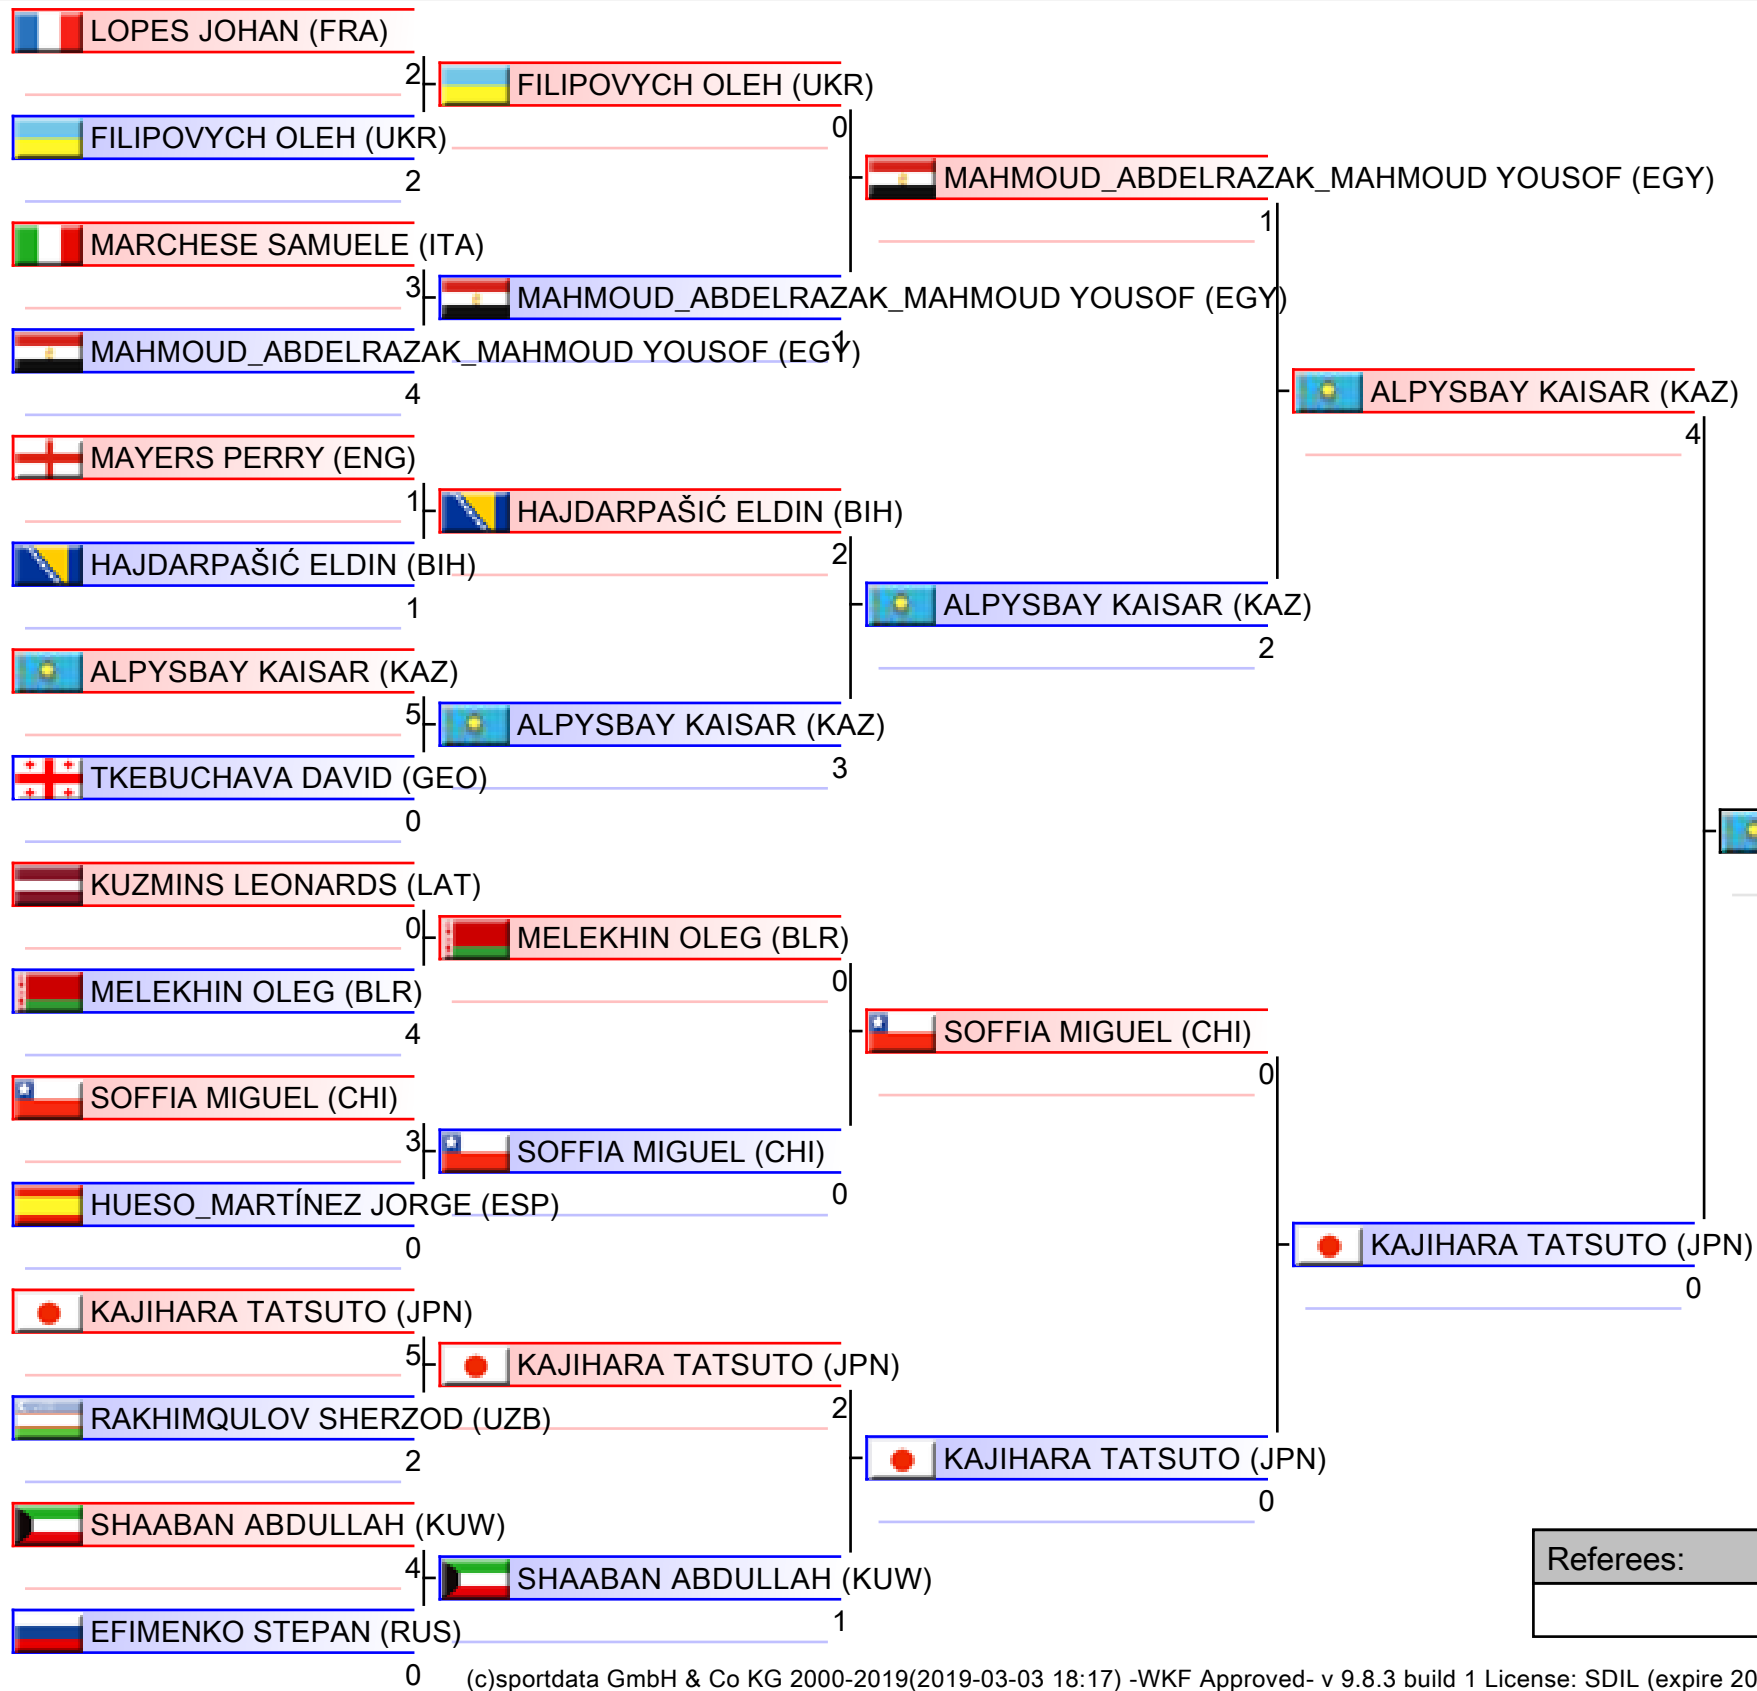 LOPES JOHAN (FRA)
2
FILIPOVYCH OLEH (UKR)
2
MARCHESE SAMUELE (ITA)
3
MAHMOUD_ABDELRAZAK_MAHMOUD YOUSOF (EGY)
4
MAYERS PERRY (ENG)
1
HAJDARPAŠIĆ ELDIN (BIH)
1
ALPYSBAY KAISAR (KAZ)
5
TKEBUCHAVA DAVID (GEO)
0
KUZMINS LEONARDS (LAT)
0
MELEKHIN OLEG (BLR)
4
SOFFIA MIGUEL (CHI)
3
HUESO_MARTÍNEZ JORGE (ESP)
0
KAJIHARA TATSUTO (JPN)
5
RAKHIMQULOV SHERZOD (UZB)
2
SHAABAN ABDULLAH (KUW)
4
EFIMENKO STEPAN (RUS)
0
FILIPOVYCH OLEH (UKR)
0
MAHMOUD_ABDELRAZAK_MAHMOUD YOUSOF (EGY)
1
HAJDARPAŠIĆ ELDIN (BIH)
2
ALPYSBAY KAISAR (KAZ)
3
MELEKHIN OLEG (BLR)
0
SOFFIA MIGUEL (CHI)
0
KAJIHARA TATSUTO (JPN)
2
SHAABAN ABDULLAH (KUW)
1
MAHMOUD_ABDELRAZAK_MAHMOUD YOUSOF (EGY)
1
ALPYSBAY KAISAR (KAZ)
2
SOFFIA MIGUEL (CHI)
0
KAJIHARA TATSUTO (JPN)
0
ALPYSBAY KAISAR (KAZ)
4
KAJIHARA TATSUTO (JPN)
0
Referees:
(c)sportdata GmbH & Co KG 2000-2019(2019-03-03 18:17) -WKF Approved- v 9.8.3 build 1 License: SDIL (expire 20